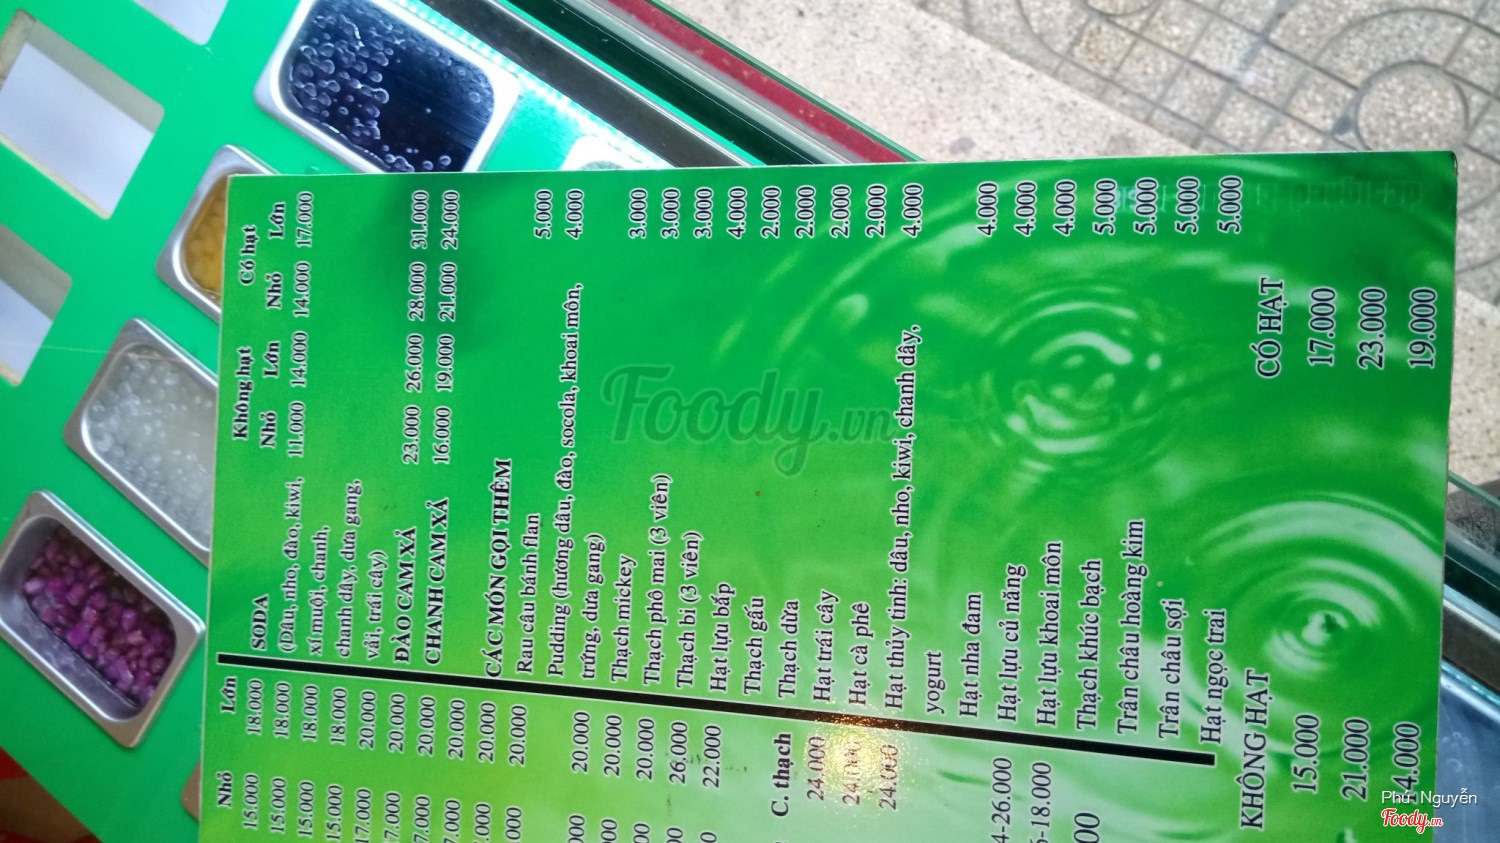 Không hạt Có hạt
SODA Nhỏ Lớn Nhỏ Lớn
(Dâu, nho, đào, kiwi, 11.000 14.000 14.000 17.000
xí muội, chanh,
chanh dây, dưa gang,
vải, trái cây)
ĐÀO CAM XẢ 23.000 26.000 28.000 31.000
CHANH CAM XẢ 16.000 19.000 21.000 24.000
CÁC MÓN GỌI THÊM
Rau câu bánh flan 5.000
Pudding (hương dâu, đào, socola, khoai môn, 4.000
trứng, dưa gang)
Thạch mickey 3.000
Thạch phô mai (3 viên) 3.000
Thạch bi (3 viên) 3.000
Hạt lựu bắp 4.000
Thạch gấu 2.000
Thạch dừa 2.000
Hạt trái cây 2.000
Hạt cà phê 2.000
Hạt thủy tinh: dâu, nho, kiwi, chanh dây, 4.000
yogurt
Hạt nha đam 4.000
Hạt lựu củ năng 4.000
Hạt lựu khoai môn 4.000
Thạch khúc bạch 5.000
Trân châu hoàng kim 5.000
Trân châu sợi 5.000
Hạt ngọc trai 5.000
Nhỏ Lớn
15.000 18.000
15.000 18.000
15.000 18.000
15.000 18.000
17.000 20.000
20.000
20.000
20.000
20.000
20.000
20.000
20.000
20.000
26.000
22.000
C. thạch
24.000
24.000
24.000
KHÔNG HẠT CÓ HẠT
15.000 17.000
21.000 23.000
14.000 19.000
Foody.vn
Phú Nguyễn
Foody.vn